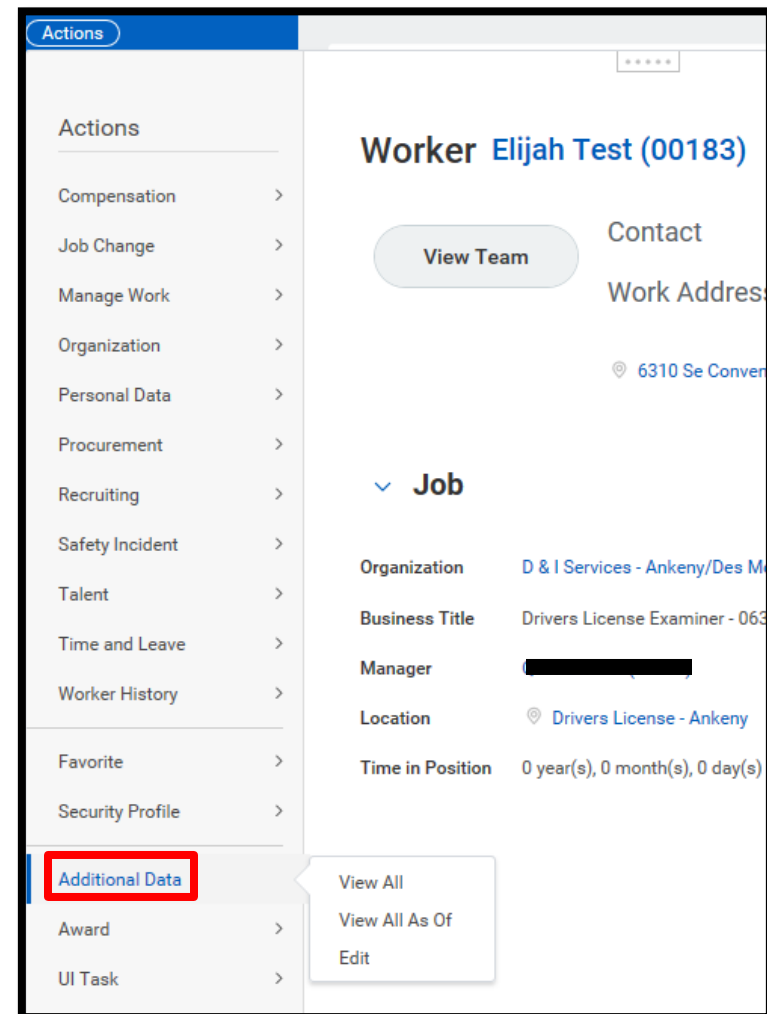 Actions
Actions
Compensation
Job Change
Manage Work
Organization
Personal Data
Procurement
Recruiting
Safety Incident
Talent
Time and Leave
Worker History
Favorite
Security Profile
Additional Data
Award
UI Task
View All
View All As Of
Edit
Worker Elijah Test (00183)
View Team
Contact
Work Address
6310 Se Conven
Job
Organization D & I Services - Ankeny/Des M
Business Title Drivers License Examiner - 063
Manager
Location Drivers License - Ankeny
Time in Position 0 year(s), 0 month(s), 0 day(s)